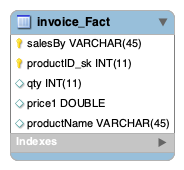 invoice_Fact
salesBy VARCHAR(45)
productID_sk INT(11)
qty INT(11)
price1 DOUBLE
productName VARCHAR(45)
Indexes